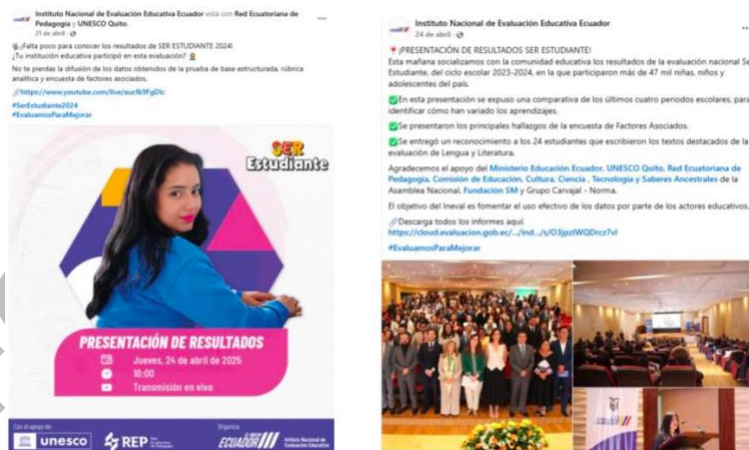 Instituto Nacional de Evaluación Educativa Ecuador está con Red Ecuatoriana de
Pedagogía y UNESCO Quito.
21 de abril
¡Falta poco para conocer los resultados de SER ESTUDIANTE 2024!
¿Tu institución educativa participó en esta evaluación?
No te pierdas la difusión de los datos obtenidos de la prueba de base estructurada, rúbrica
analítica y encuesta de factores asociados.
#SerEstudiante2024
#EvaluamosParaMejorar
SER
Estudiante
PRESENTACIÓN DE RESULTADOS
Jueves, 24 de abril de 2025
10:00
Transmisión en vivo
Con el apoyo de:
Organiza:
unesco
REP
EL NUEVO
ECUADOR
Instituto Nacional de
Evaluación Educativa
Instituto Nacional de Evaluación Educativa Ecuador
24 de abril
¡PRESENTACIÓN DE RESULTADOS SER ESTUDIANTE!
Esta mañana socializamos con la comunidad educativa los resultados de la evaluación nacional Se
Estudiante, del ciclo escolar 2023-2024, en la que participaron más de 47 mil niñas, niños y
adolescentes del país.
En esta presentación se expuso una comparativa de los últimos cuatro periodos escolares, para
identificar cómo han variado los aprendizajes.
Se presentaron los principales hallazgos de la encuesta de Factores Asociados.
Se entregó un reconocimiento a los 24 estudiantes que escribieron los textos destacados de la
evaluación de Lengua y Literatura.
Agradecemos el apoyo del Ministerio Educación Ecuador, UNESCO Quito, Red Ecuatoriana de
Pedagogía, Comisión de Educación, Cultura, Ciencia , Tecnología y Saberes Ancestrales de la
Asamblea Nacional, Fundación SM y Grupo Carvajal - Norma.
El objetivo del Ineval es fomentar el uso efectivo de los datos por parte de los actores educativos.
Descarga todos los informes aquí:
https://cloud.evaluacion.gob.ec/.../ind.../s/O3jpzlWQDrcz7vl
#EvaluamosParaMejorar